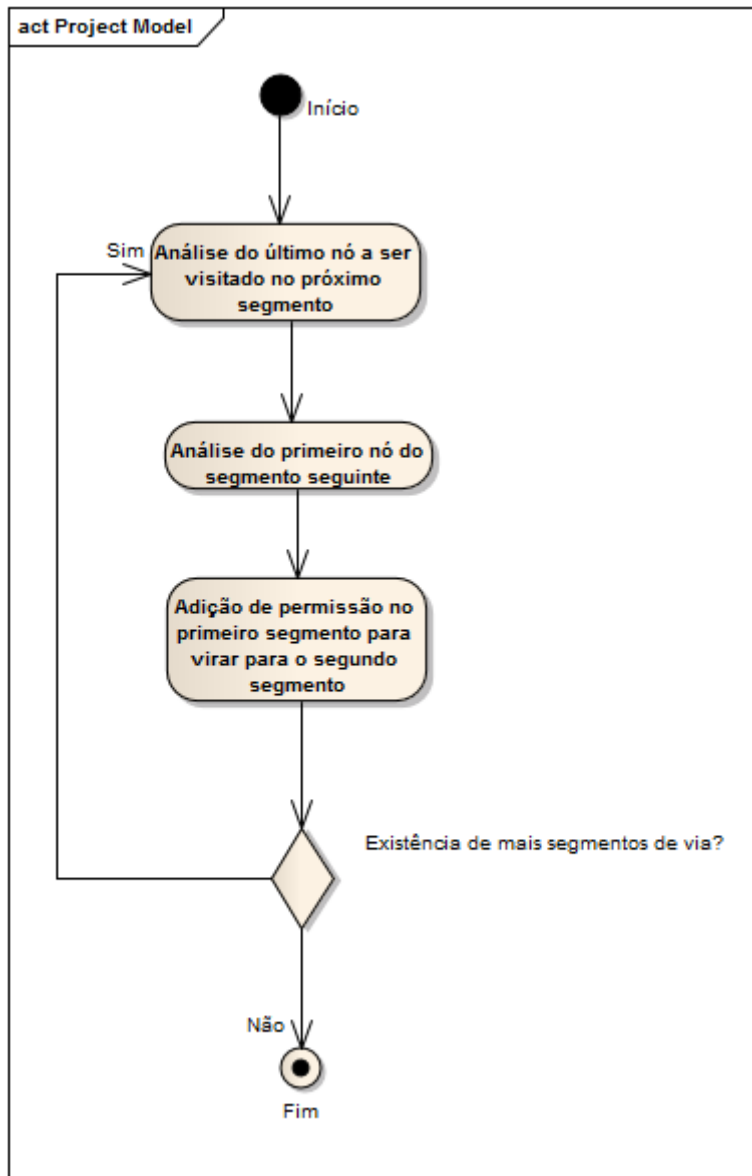 act Project Model
Início
Sim
Análise do último nó a ser
visitado no próximo
segmento
Análise do primeiro nó do
segmento seguinte
Adição de permissão no
primeiro segmento para
virar para o segundo
segmento
Existência de mais segmentos de via?
Não
Fim